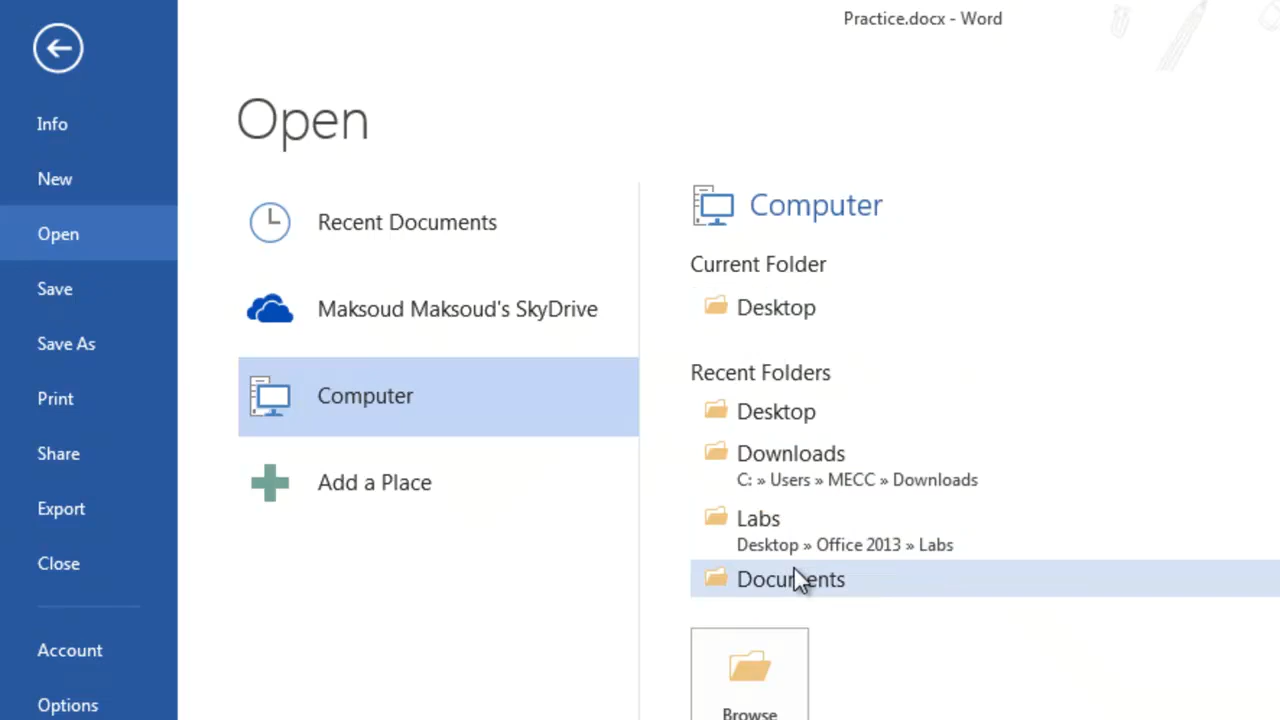 Practice.docx - Word
Info
New
Open
Save
Save As
Print
Share
Export
Close
Account
Options
Open
Recent Documents
Maksoud Maksoud's SkyDrive
Computer
Add a Place
Computer
Current Folder
Desktop
Recent Folders
Desktop
Downloads
C: » Users » MECC » Downloads
Labs
Desktop » Office 2013 » Labs
Documents
Browse